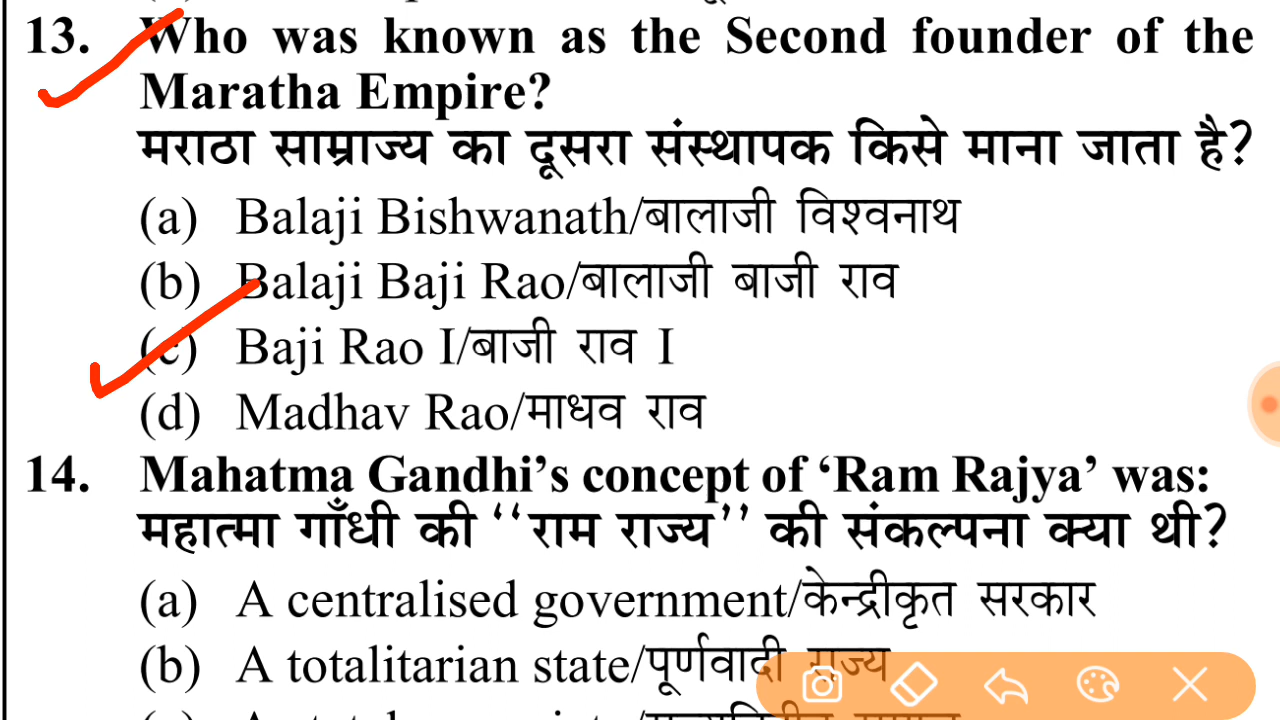 13. Who was known as the Second founder of the
Maratha Empire?
मराठा साम्राज्य का दूसरा संस्थापक किसे माना जाता है?
(a) Balaji Bishwanath/बालाजी विश्वनाथ
(b) Balaji Baji Rao/बालाजी बाजी राव
(c) Baji Rao I/बाजी राव I
(d) Madhav Rao/माधव राव
14. Mahatma Gandhi's concept of ‘Ram Rajya’ was:
महात्मा गाँधी की ‘‘राम राज्य’’ की संकल्पना क्या थी?
(a) A centralised government/केन्द्रीकृत सरकार
(b) A totalitarian state/पूर्णवादी राज्य